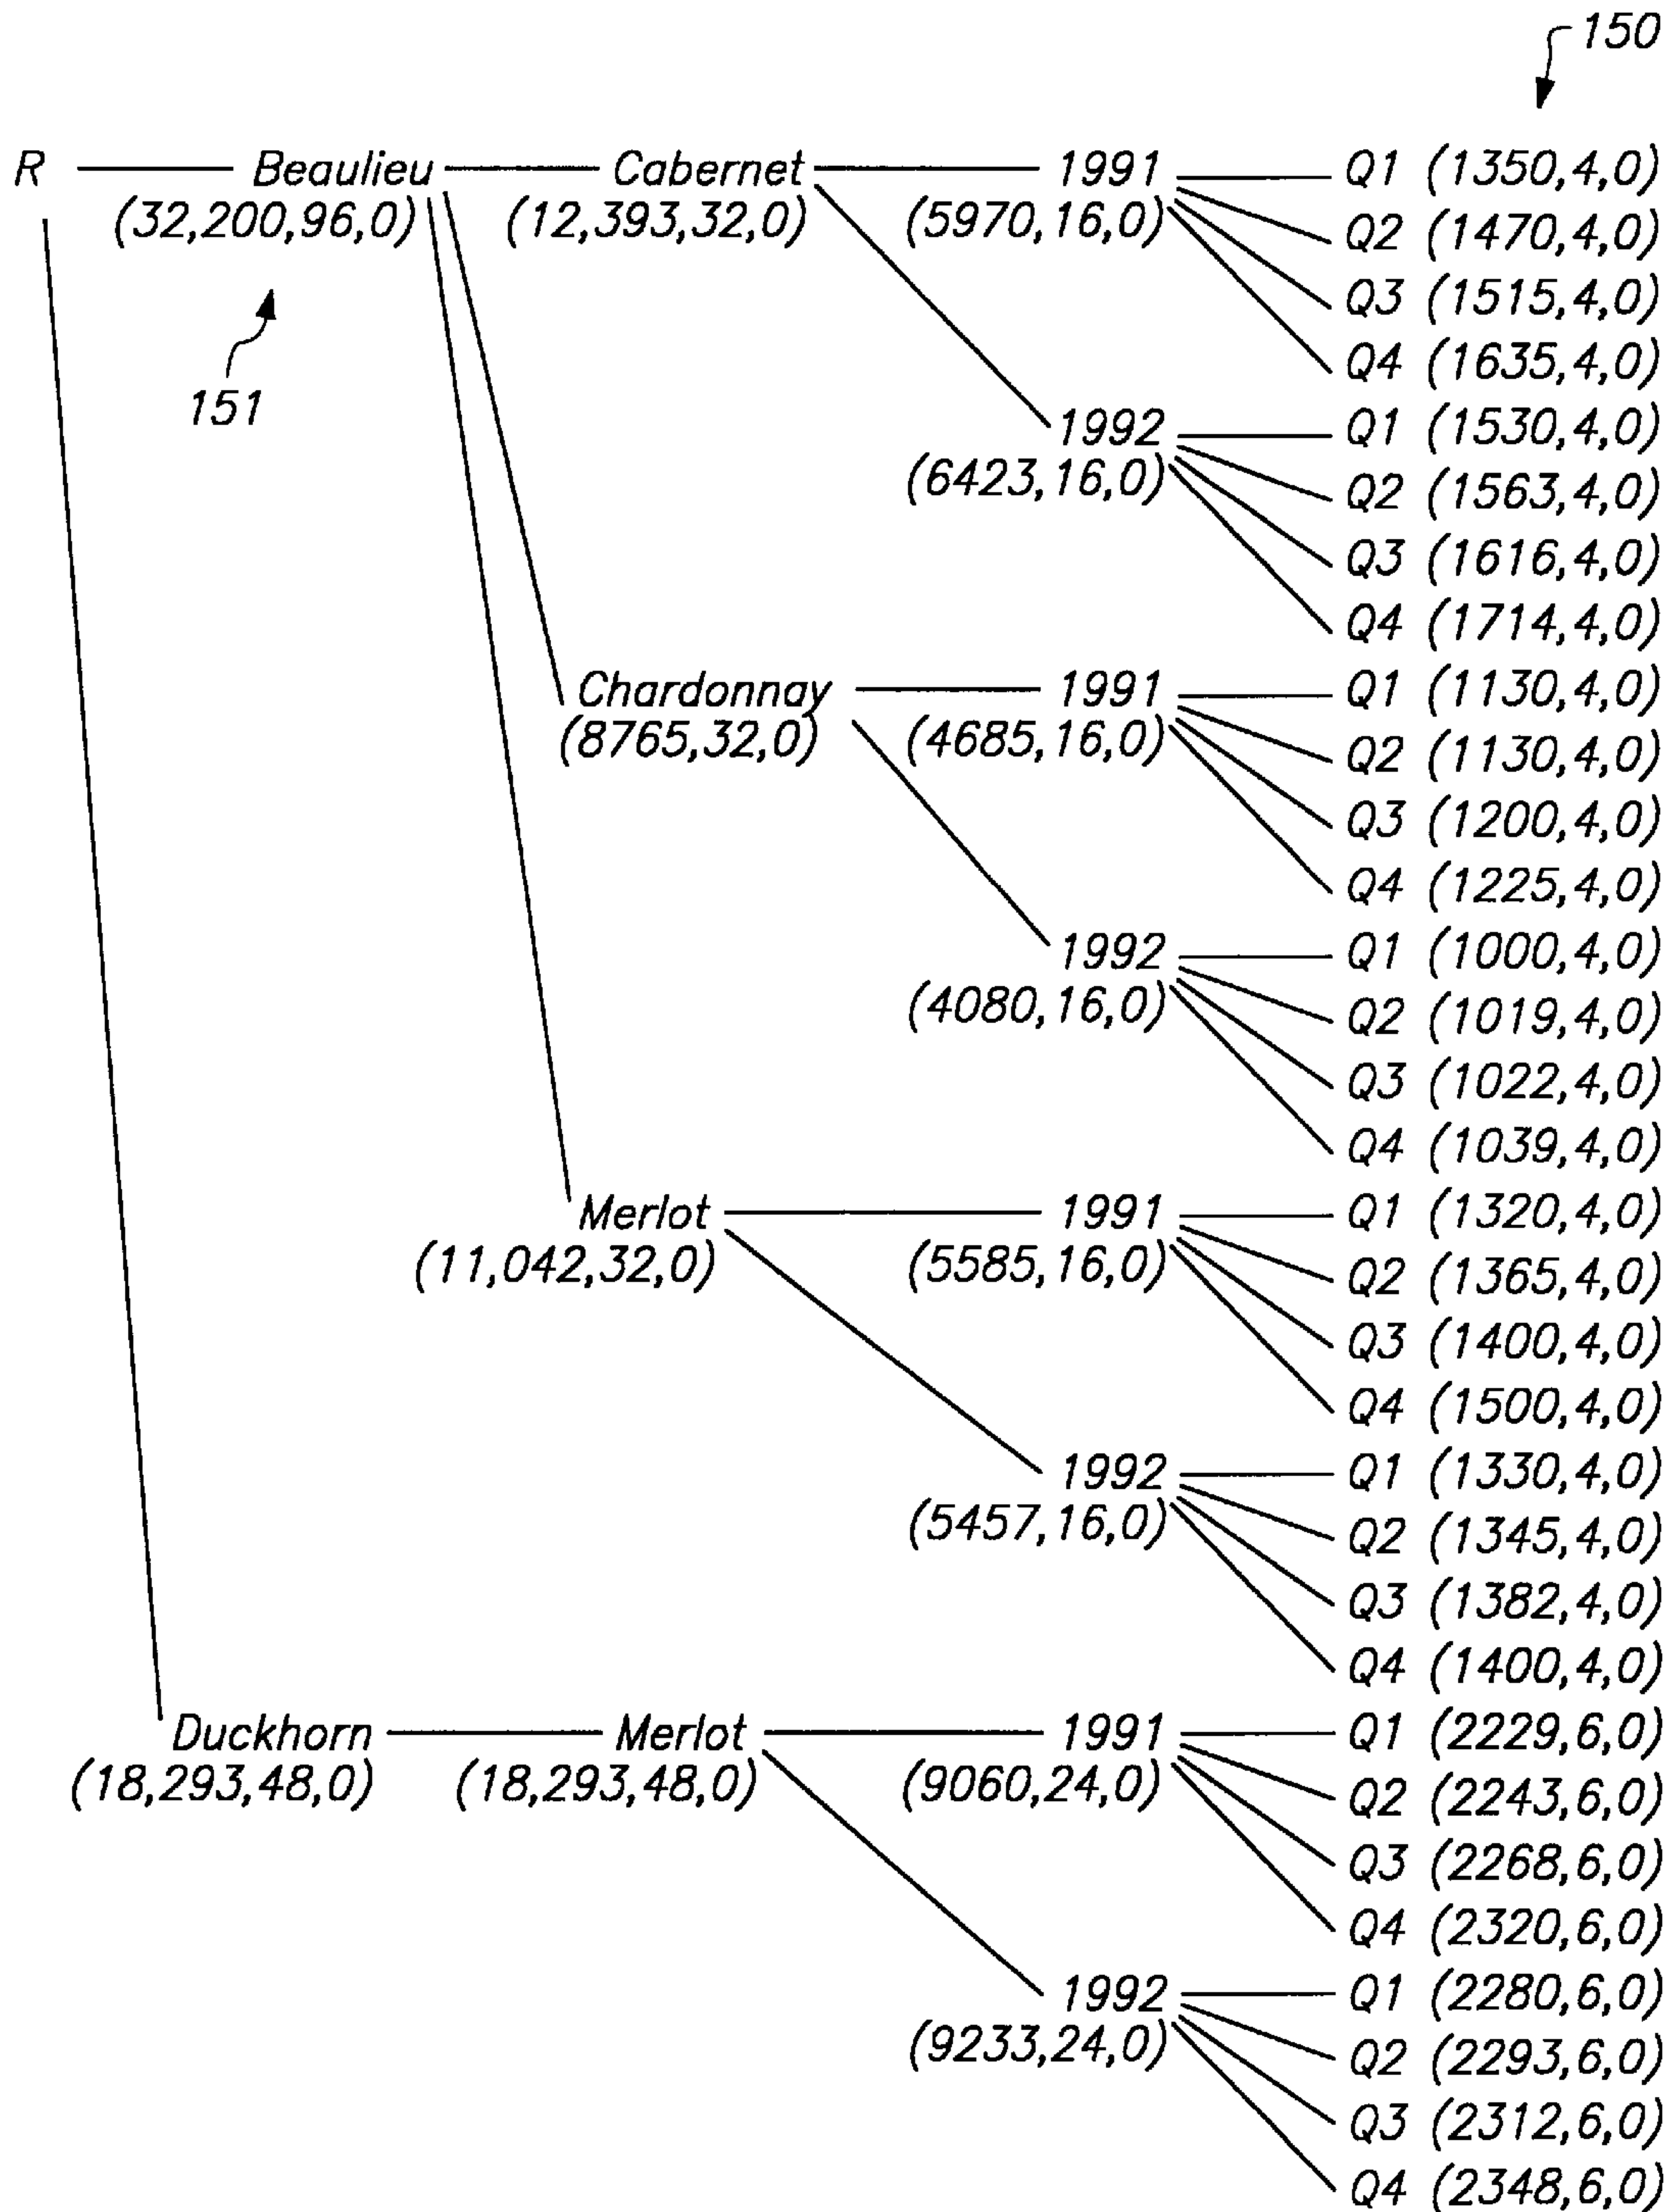 150
R Beaulieu Cabernet 1991 Q1 (1350,4,0)
(32,200,96,0) (12,393,32,0) (5970,16,0) Q2 (1470,4,0)
Q3 (1515,4,0)
151 Q4 (1635,4,0)
1992 Q1 (1530,4,0)
(6423,16,0) Q2 (1563,4,0)
Q3 (1616,4,0)
Q4 (1714,4,0)
Chardonnay 1991 Q1 (1130,4,0)
(8765,32,0) (4685,16,0) Q2 (1130,4,0)
Q3 (1200,4,0)
Q4 (1225,4,0)
1992 Q1 (1000,4,0)
(4080,16,0) Q2 (1019,4,0)
Q3 (1022,4,0)
Q4 (1039,4,0)
Merlot 1991 Q1 (1320,4,0)
(11,042,32,0) (5585,16,0) Q2 (1365,4,0)
Q3 (1400,4,0)
Q4 (1500,4,0)
1992 Q1 (1330,4,0)
(5457,16,0) Q2 (1345,4,0)
Q3 (1382,4,0)
Q4 (1400,4,0)
Duckhorn Merlot 1991 Q1 (2229,6,0)
(18,293,48,0) (18,293,48,0) (9060,24,0) Q2 (2243,6,0)
Q3 (2268,6,0)
Q4 (2320,6,0)
1992 Q1 (2280,6,0)
(9233,24,0) Q2 (2293,6,0)
Q3 (2312,6,0)
Q4 (2348,6,0)